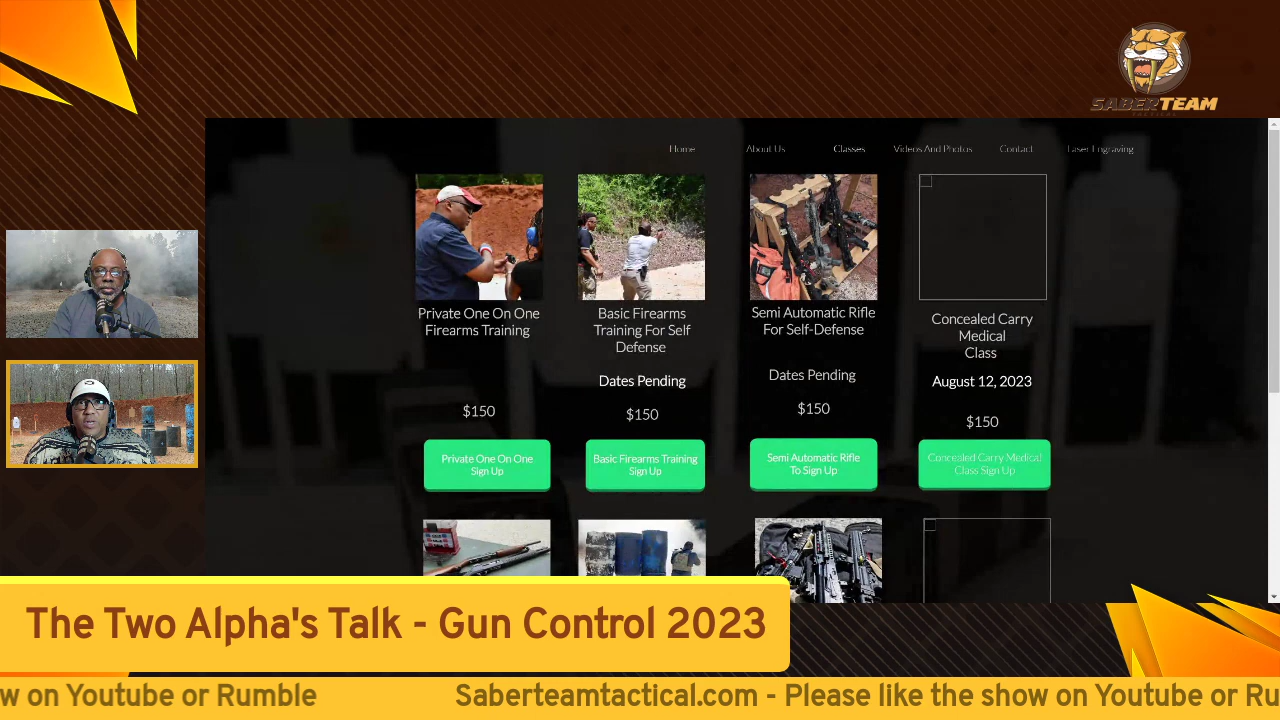 SABERTEAM
TACTICAL
Home
About Us
Classes
Videos And Photos
Contact
Laser Engraving
Private One On One
Firearms Training
$150
Private One On One
Sign Up
Basic Firearms
Training For Self
Defense
Dates Pending
$150
Basic Firearms Training
Sign Up
Semi Automatic Rifle
For Self-Defense
Dates Pending
$150
Semi Automatic Rifle
To Sign Up
Concealed Carry
Medical
Class
August 12, 2023
$150
Concealed Carry Medical
Class Sign Up
The Two Alpha's Talk - Gun Control 2023
w on Youtube or Rumble
Saberteamtactical.com - Please like the show on Youtube or Ru